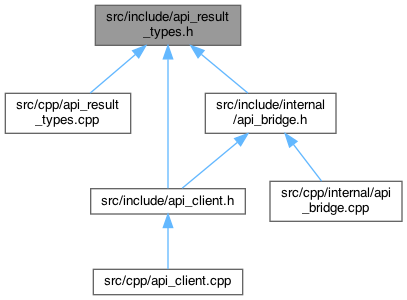 src/include/api_result
_types.h
src/cpp/api_result
_types.cpp
src/include/internal
/api_bridge.h
src/include/api_client.h
src/cpp/internal/api
_bridge.cpp
src/cpp/api_client.cpp